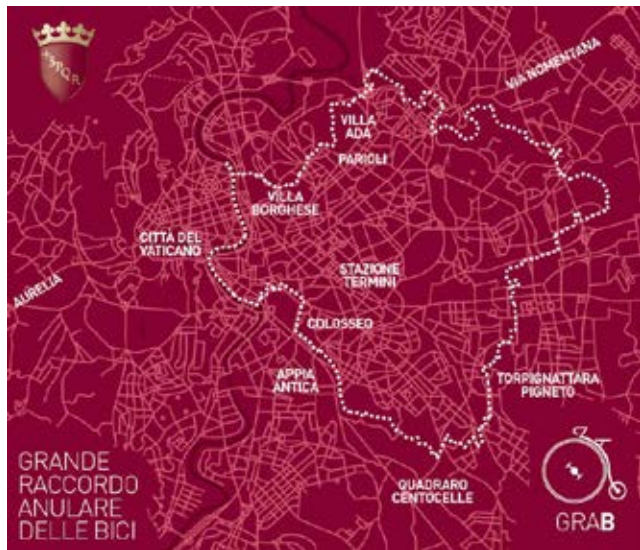 SPQR
VIA NOMENTANA
VILLA
ADA
PARIOLI
VILLA
BORGHESE
CITTÀ DEL
VATICANO
STAZIONE
TERMINI
AURELIA
COLOSSEO
APPIA
ANTICA
TORPIGNATTARA
PIGNETO
QUADRARO
CENTOCELLE
GRANDE
RACCORDO
ANULARE
DELLE BICI
GRAB